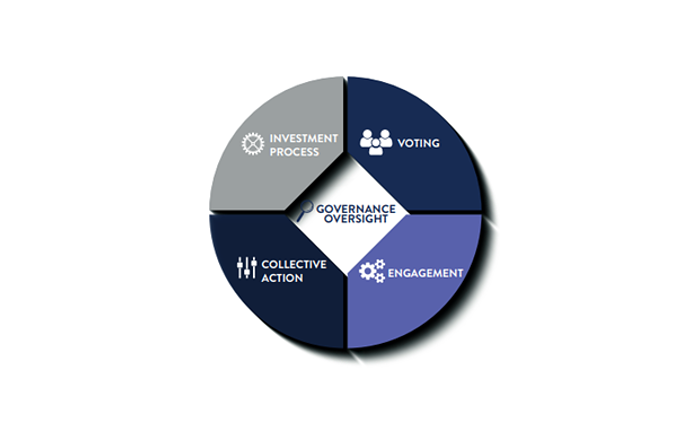 INVESTMENT
PROCESS
VOTING
GOVERNANCE
OVERSIGHT
COLLECTIVE
ACTION
ENGAGEMENT